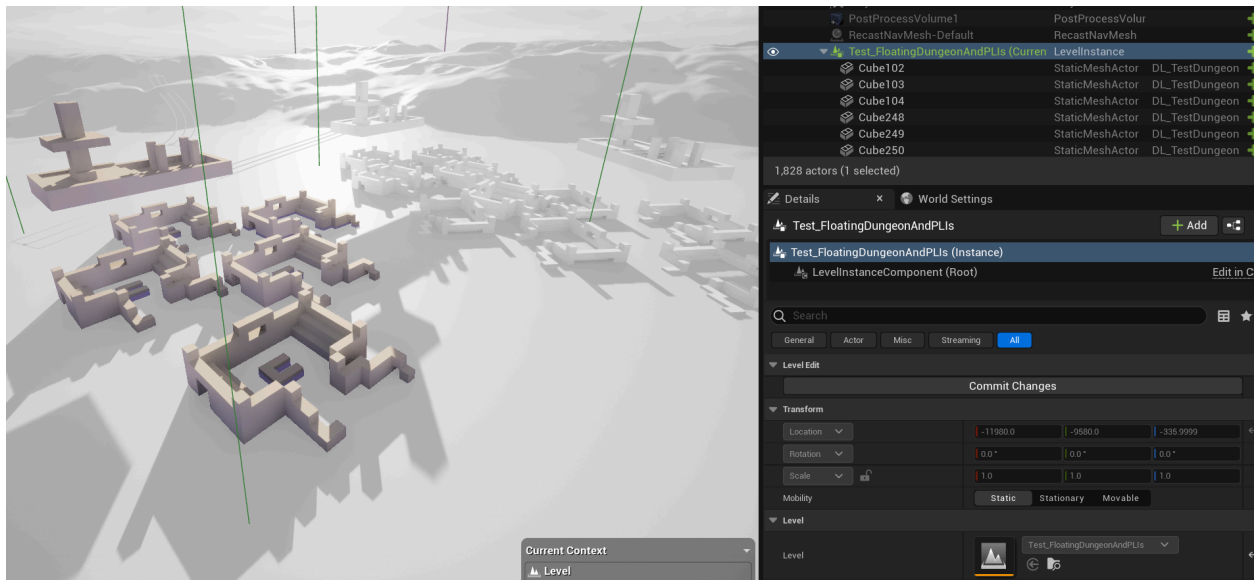 PostProcessVolume1 PostProcessVolur
RecastNavMesh-Default RecastNavMesh
Test_FloatingDungeonAndPLIs (Curren LevelInstance
Cube102 StaticMeshActor DL_TestDungeon
Cube103 StaticMeshActor DL_TestDungeon
Cube104 StaticMeshActor DL_TestDungeon
Cube248 StaticMeshActor DL_TestDungeon
Cube249 StaticMeshActor DL_TestDungeon
Cube250 StaticMeshActor DL_TestDungeon
1,828 actors (1 selected)
Details × World Settings
Test_FloatingDungeonAndPLIs + Add
Test_FloatingDungeonAndPLIs (Instance)
LevelInstanceComponent (Root) Edit in C
Search
General Actor Misc Streaming All
Level Edit
Commit Changes
Transform
Location -11980.0 -9580.0 -335.9999
Rotation 0.0 ° 0.0 ° 0.0 °
Scale 1.0 1.0 1.0
Mobility Static Stationary Movable
Level
Level Test_FloatingDungeonAndPLIs
Current Context
Level